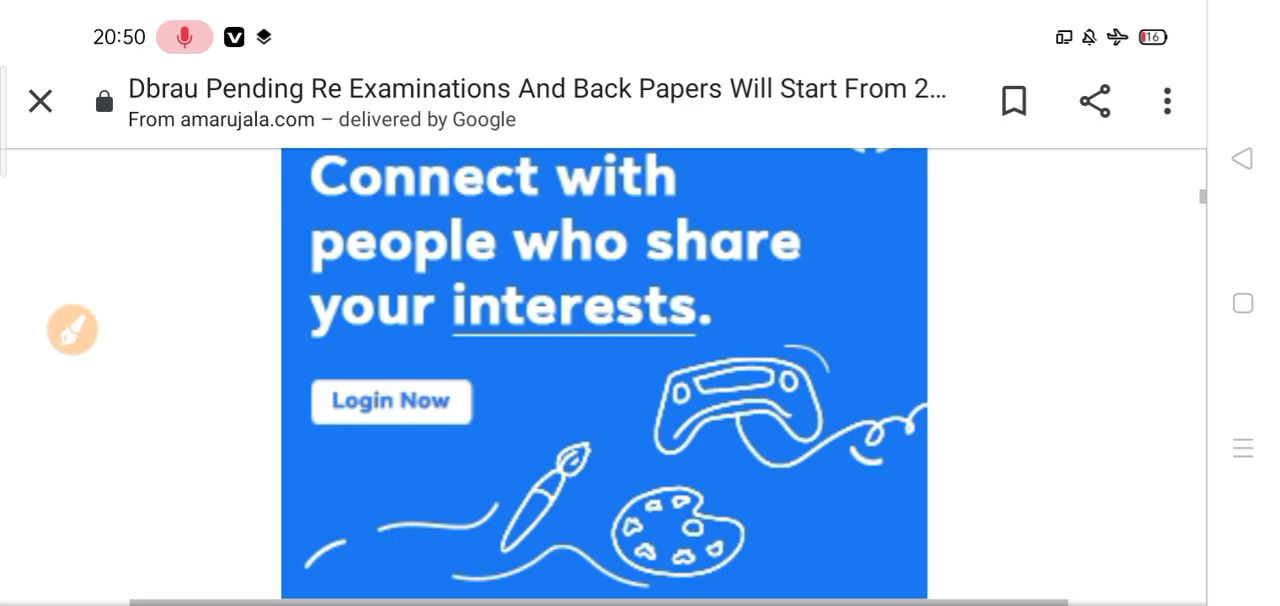 20:50
16
Dbrau Pending Re Examinations And Back Papers Will Start From 2...
From amarujala.com – delivered by Google
Connect with
people who share
your interests.
Login Now